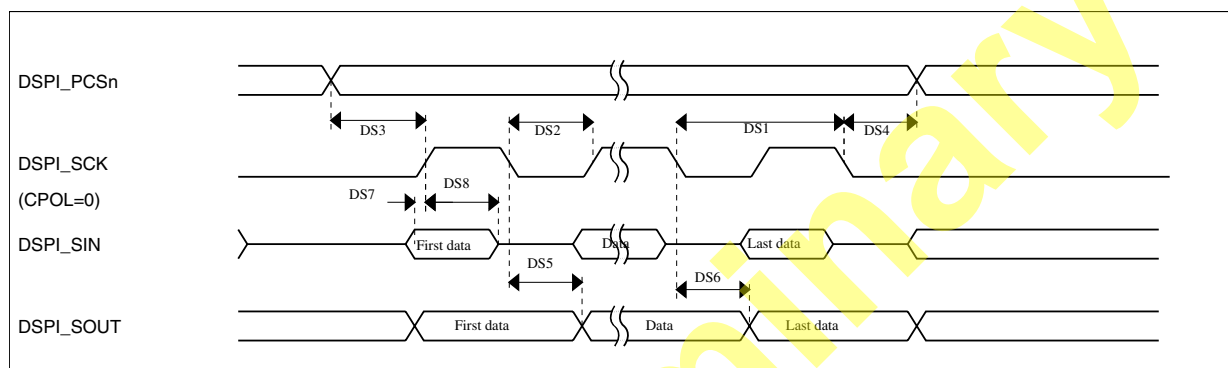 DSPI_PCSn
DS3
DS2
DS1
DS4
DSPI_SCK
(CPOL=0)
DS7
DS8
DSPI_SIN
First data
Data
Last data
DS5
DS6
DSPI_SOUT
First data
Data
Last data